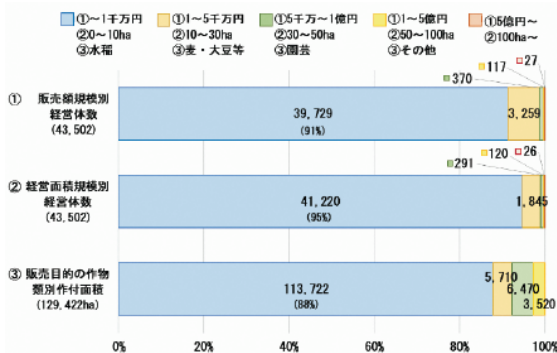 ①～1千万円 ①1～5千万円 ①5千万～1億円 ①1～5億円 ①5億円～
②0～10ha ②10～30ha ②30～50ha ②50～100ha ②100ha～
③水稲 ③麦・大豆等 ③園芸 ③その他
117 27
370
① 販売額規模別
経営体数
(43,502)
39,729
(91%)
3,259
120 26
291
② 経営面積規模別
経営体数
(43,502)
41,220
(95%)
1,845
③ 販売目的の作物
類別作付面積
(129,422ha)
113,722
(88%)
5,710
6,470
3,520
0% 20% 40% 60% 80% 100%